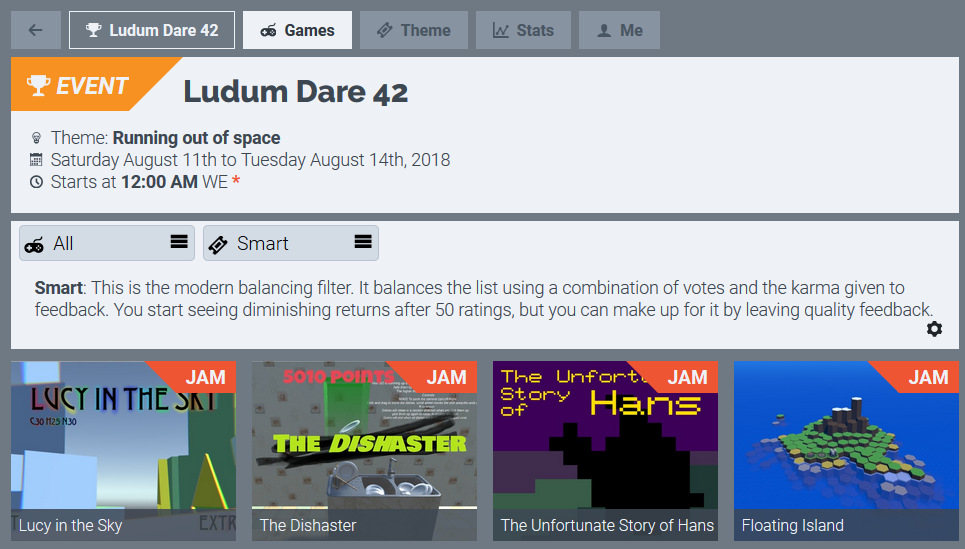 Ludum Dare 42
Games
Theme
Stats
Me
EVENT
Ludum Dare 42
Theme: Running out of space
Saturday August 11th to Tuesday August 14th, 2018
Starts at 12:00 AM WE *
All
Smart
Smart: This is the modern balancing filter. It balances the list using a combination of votes and the karma given to
feedback. You start seeing diminishing returns after 50 ratings, but you can make up for it by leaving quality feedback.
JAM
LUCY IN THE SKY
C30 M25 N30
EXTR
Lucy in the Sky
JAM
5010 POINTS
THE DISHASTER
The Dishaster
JAM
The Unfortu
Story
of Hans
The Unfortunate Story of Hans
JAM
Floating Island